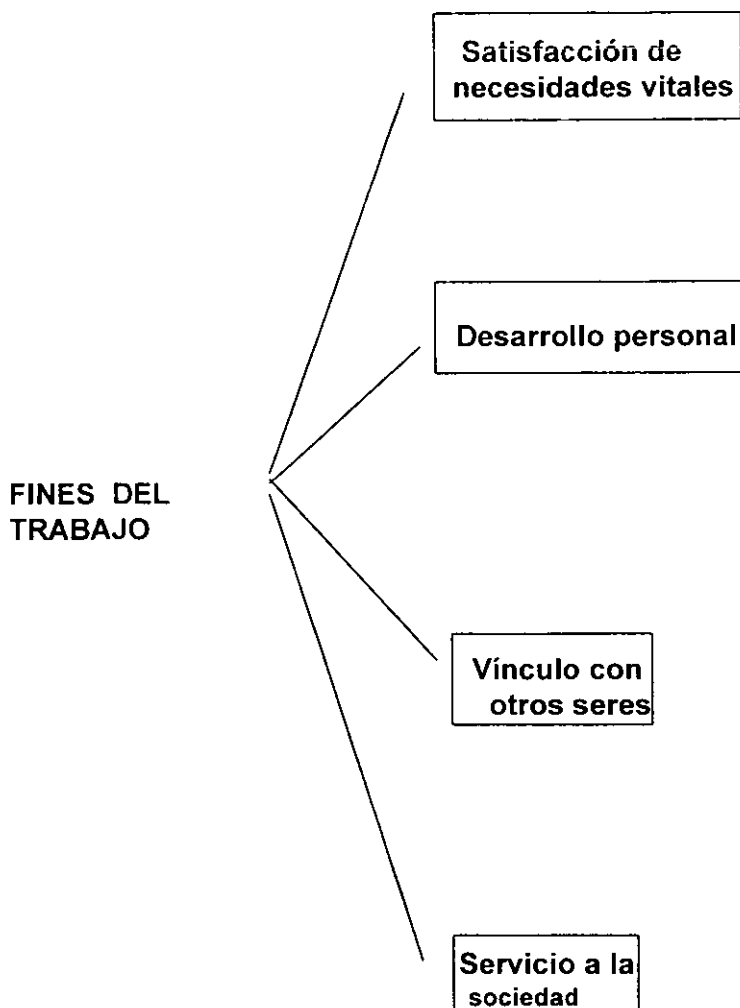 Satisfacción de
necesidades vitales
Desarrollo personal
FINES DEL
TRABAJO
Vínculo con
otros seres
Servicio a la
sociedad